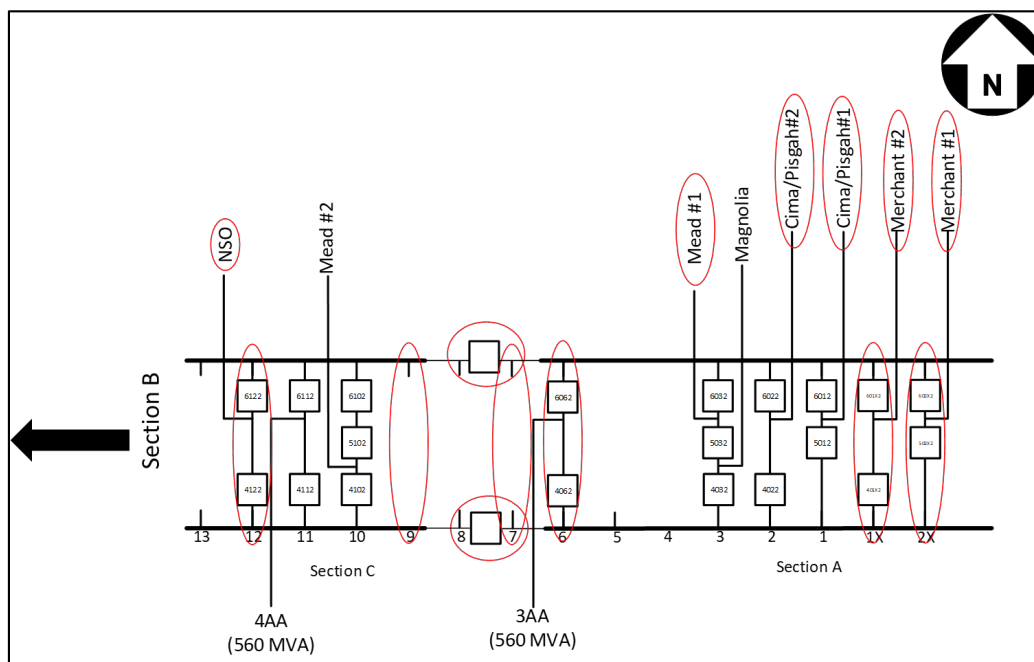 N
NSO
Mead #2
Mead #1
Magnolia
Cima/Pisgah#2
Cima/Pisgah#1
Merchant #2
Merchant #1
Section B
6122
6112
6102
6062
6032
6022
6012
601X2
5102
5032
5012
4122
4112
4102
4062
4032
4022
401X2
13
12
11
10
9
8
7
6
5
4
3
2
1
1X
2X
Section C
Section A
4AA
(560 MVA)
3AA
(560 MVA)